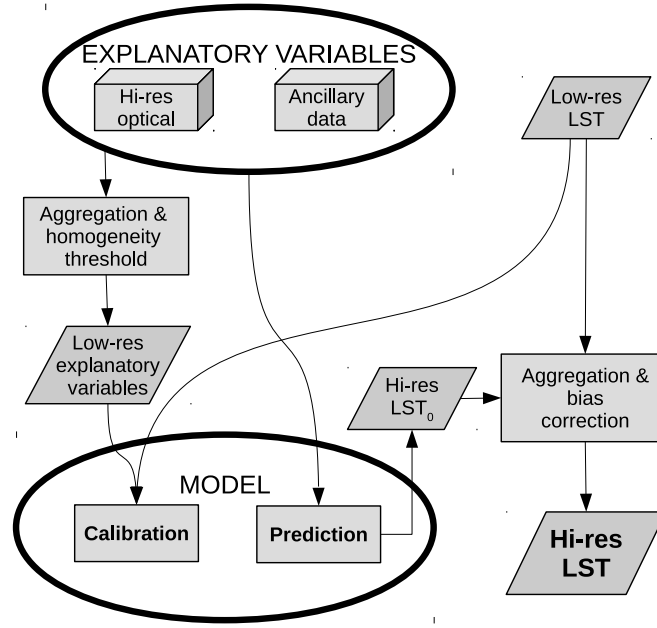 EXPLANATORY VARIABLES
Hi-res
optical
Ancillary
data
Low-res
LST
Aggregation &
homogeneity
threshold
Low-res
explanatory
variables
Hi-res
LST₀
Aggregation &
bias
correction
MODEL
Calibration
Prediction
Hi-res
LST